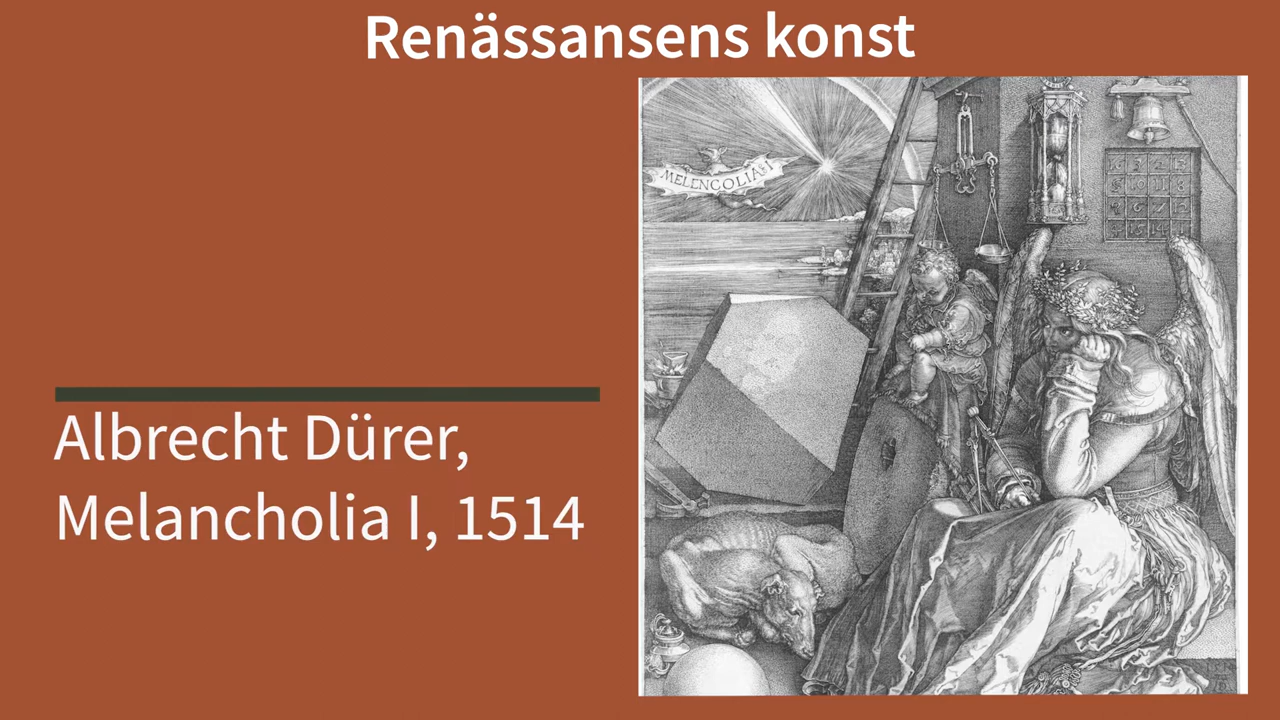 Renässansens konst
MELENCOLIA I
Albrecht Dürer,
Melancholia I, 1514